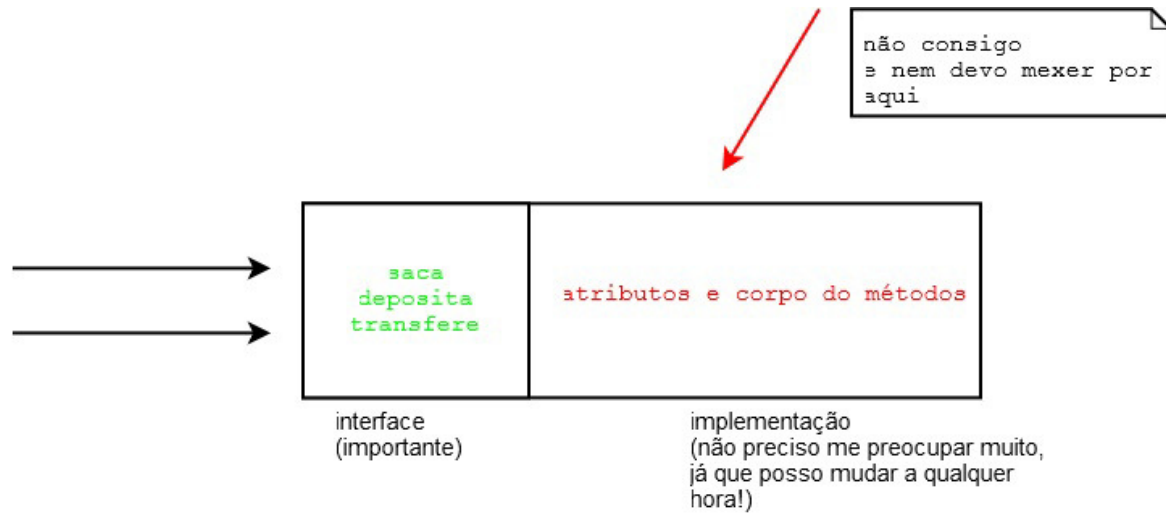 não consigo
e nem devo mexer por
aqui
saca
deposita
transfere
atributos e corpo do métodos
interface
(importante)
implementação
(não preciso me preocupar muito,
já que posso mudar a qualquer
hora!)